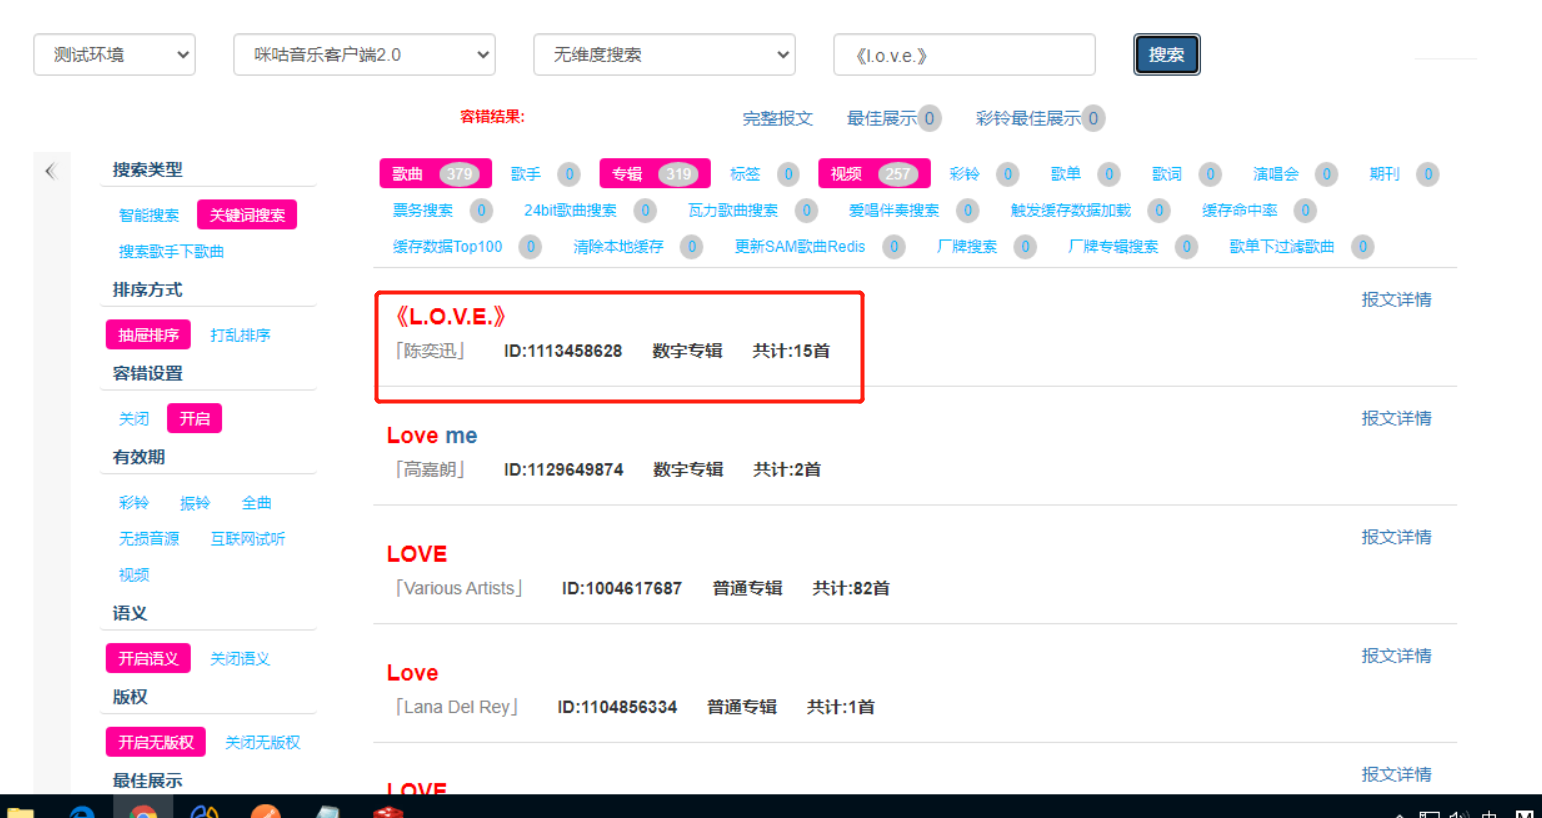 测试环境 咪咕音乐客户端2.0 无维度搜索 《l.o.v.e.》 搜索
容错结果: 完整报文 最佳展示 0 彩铃最佳展示 0
搜索类型
智能搜索 关键词搜索
搜索歌手下歌曲
排序方式
抽屉排序 打乱排序
容错设置
关闭 开启
有效期
彩铃 振铃 全曲
无损音源 互联网试听
视频
语义
开启语义 关闭语义
版权
开启无版权 关闭无版权
最佳展示
歌曲 379 歌手 0 专辑 319 标签 0 视频 257 彩铃 0 歌单 0 歌词 0 演唱会 0 期刊 0
票务搜索 0 24bit歌曲搜索 0 瓦力歌曲搜索 0 爱唱伴奏搜索 0 触发缓存数据加载 0 缓存命中率 0
缓存数据Top100 0 清除本地缓存 0 更新SAM歌曲Redis 0 厂牌搜索 0 厂牌专辑搜索 0 歌单下过滤歌曲 0
《L.O.V.E.》 报文详情
「陈奕迅」 ID:1113458628 数字专辑 共计:15首
Love me 报文详情
「高嘉朗」 ID:1129649874 数字专辑 共计:2首
LOVE 报文详情
「Various Artists」 ID:1004617687 普通专辑 共计:82首
Love 报文详情
「Lana Del Rey」 ID:1104856334 普通专辑 共计:1首
LOVE 报文详情
中